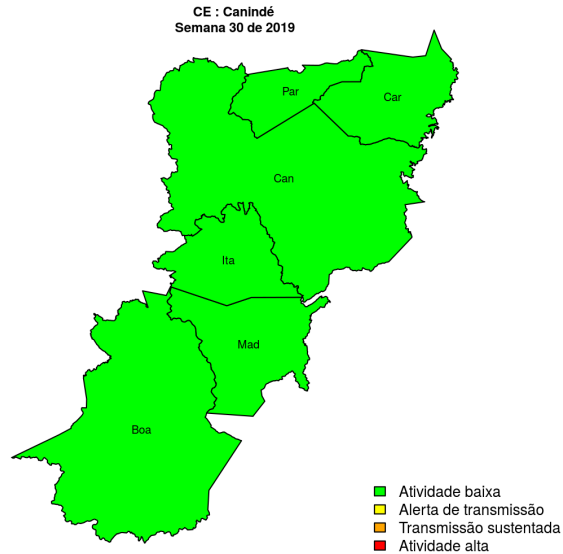 CE : Canindé
Semana 30 de 2019
Par
Car
Can
Ita
Mad
Boa
Atividade baixa
Alerta de transmissão
Transmissão sustentada
Atividade alta